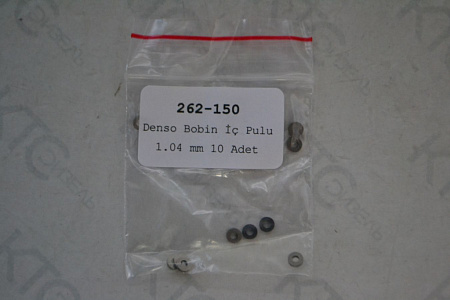 262-150
Denso Bobin İç Pulu
1.04 mm 10 Adet